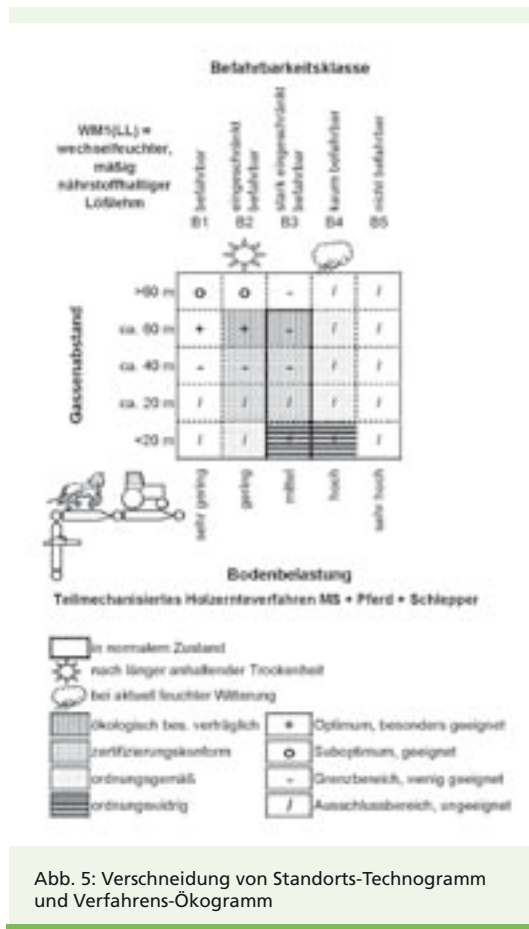 Befahrbarkeitsklasse
WM1(LL) =
wechselfeuchter,
mäßig
nährstoffhaltiger
Lößlehm
befahrbar
eingeschränkt
befahrbar
stark eingeschränkt
befahrbar
kaum befahrbar
nicht befahrbar
B1 B2 B3 B4 B5
Gassenabstand
>60 m o o - / /
ca. 60 m + + - / /
ca. 40 m - - - / /
ca. 20 m / / / / /
<20 m / / / / /
sehr gering
gering
mittel
hoch
sehr hoch
Bodenbelastung
Teilmechanisiertes Holzernteverfahren MS + Pferd + Schlepper
in normalem Zustand
nach länger anhaltender Trockenheit
bei aktuell feuchter Witterung
ökologisch bes. verträglich + Optimum, besonders geeignet
zertifizierungskonform o Suboptimum, geeignet
ordnungsgemäß - Grenzbereich, wenig geeignet
ordnungswidrig / Ausschlussbereich, ungeeignet
Abb. 5: Verschneidung von Standorts-Technogramm
und Verfahrens-Ökogramm